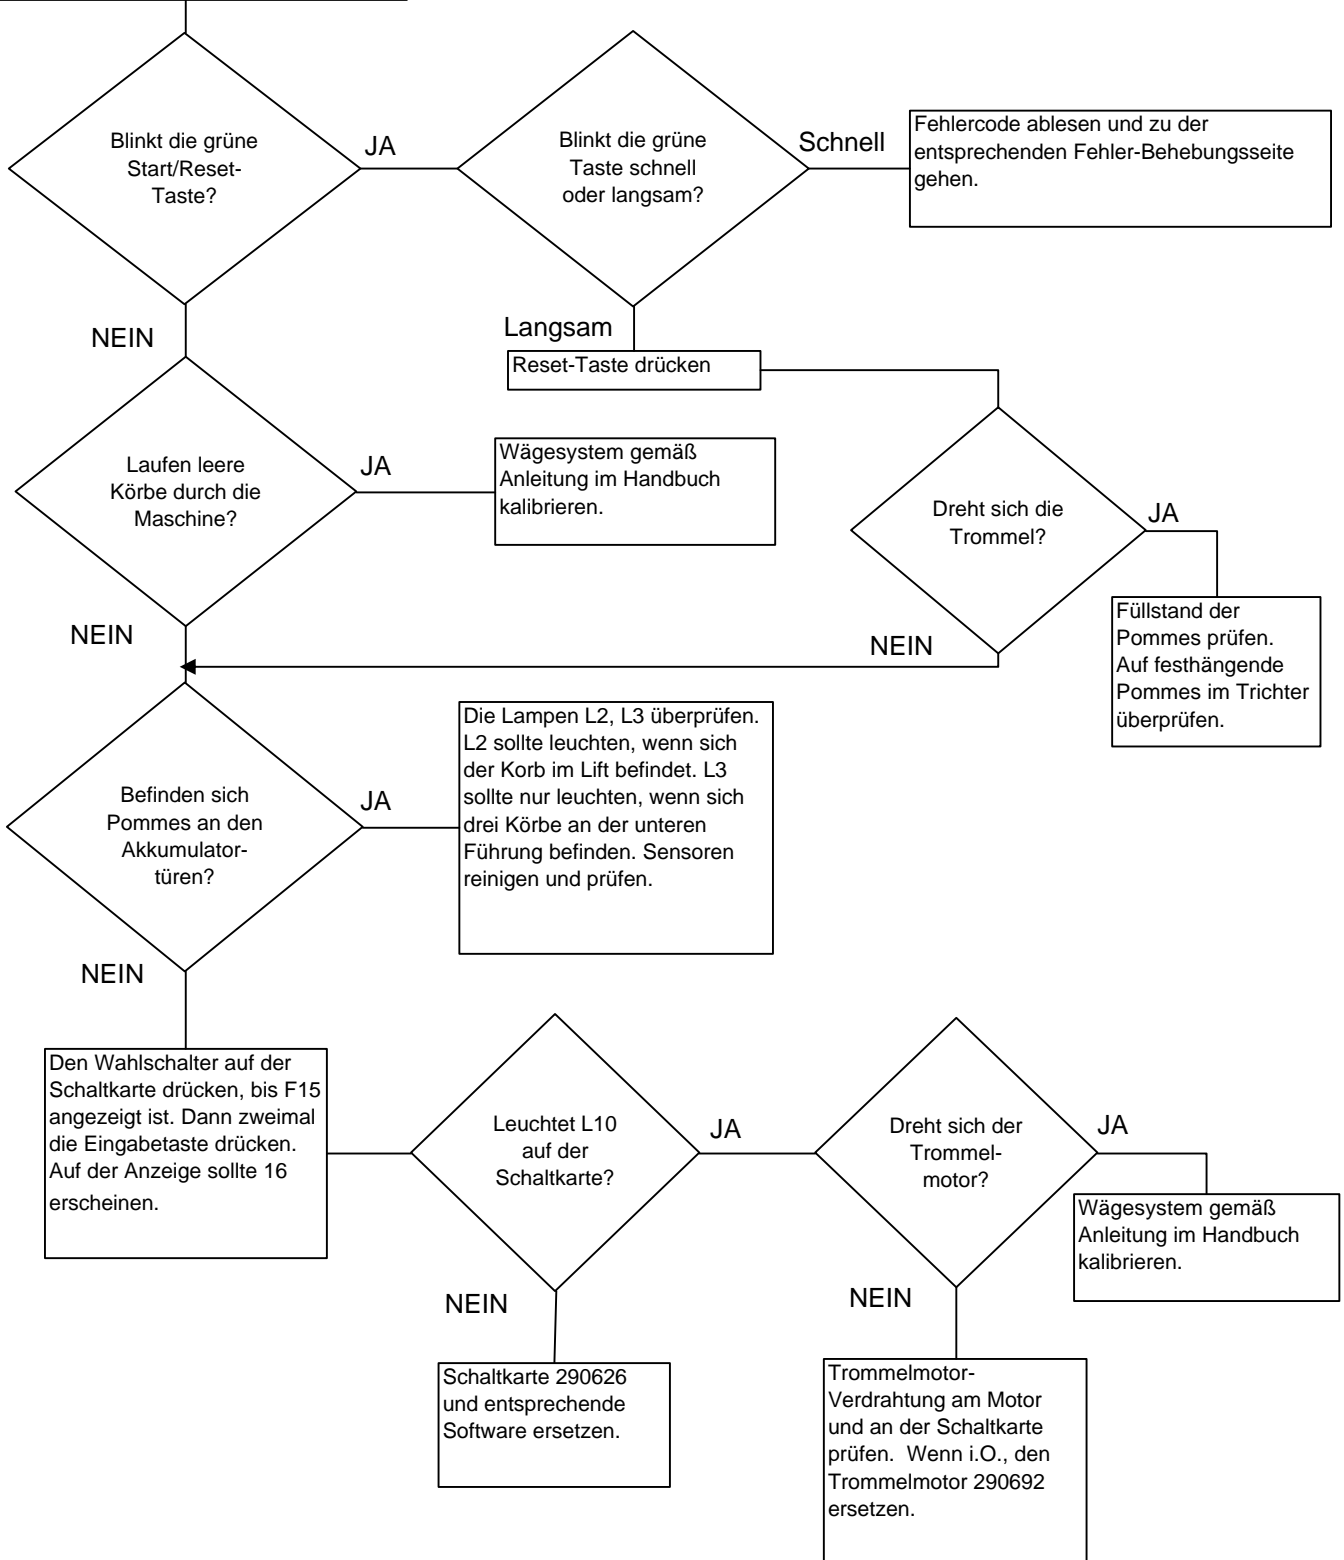 Blinkt die grüne
Start/Reset-
Taste?
JA
Blinkt die grüne
Taste schnell
oder langsam?
Schnell
Fehlercode ablesen und zu der
entsprechenden Fehler-Behebungsseite
gehen.
NEIN
Langsam
Reset-Taste drücken
Laufen leere
Körbe durch die
Maschine?
JA
Wägesystem gemäß
Anleitung im Handbuch
kalibrieren.
Dreht sich die
Trommel?
JA
Füllstand der
Pommes prüfen.
Auf festhängende
Pommes im Trichter
überprüfen.
NEIN
NEIN
Befinden sich
Pommes an den
Akkumulator-
türen?
JA
Die Lampen L2, L3 überprüfen.
L2 sollte leuchten, wenn sich
der Korb im Lift befindet. L3
sollte nur leuchten, wenn sich
drei Körbe an der unteren
Führung befinden. Sensoren
reinigen und prüfen.
NEIN
Den Wahlschalter auf der
Schaltkarte drücken, bis F15
angezeigt ist. Dann zweimal
die Eingabetaste drücken.
Auf der Anzeige sollte 16
erscheinen.
Leuchtet L10
auf der
Schaltkarte?
JA
Dreht sich der
Trommel-
motor?
JA
Wägesystem gemäß
Anleitung im Handbuch
kalibrieren.
NEIN
Schaltkarte 290626
und entsprechende
Software ersetzen.
NEIN
Trommelmotor-
Verdrahtung am Motor
und an der Schaltkarte
prüfen. Wenn i.O., den
Trommelmotor 290692
ersetzen.